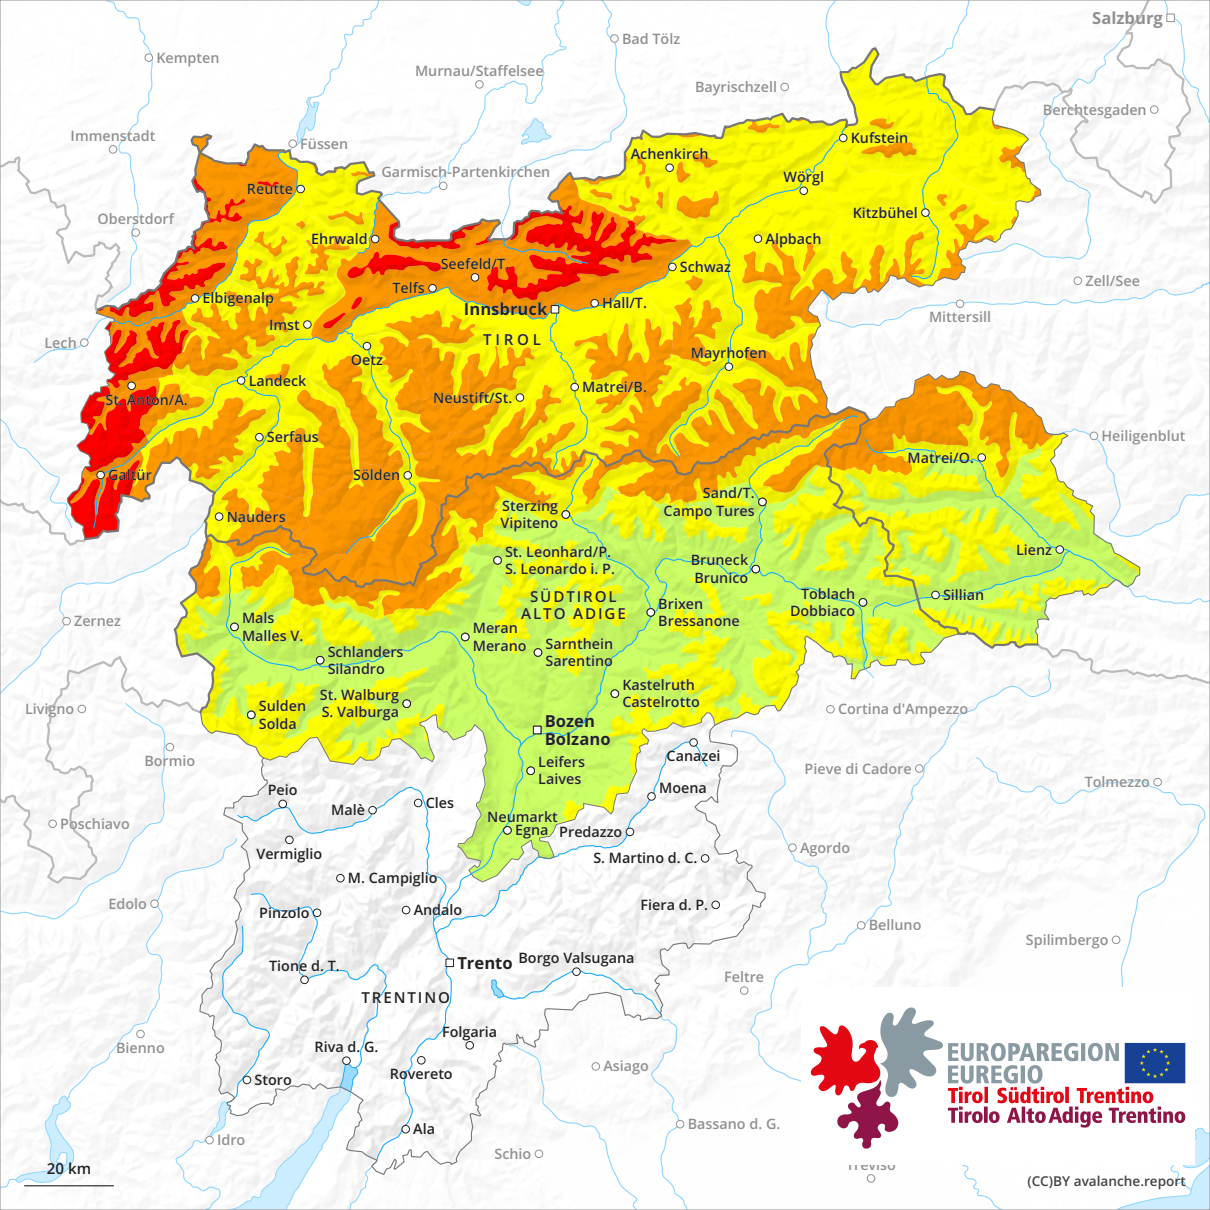 Salzburg
Bad Tölz
Kempten
Murnau/Staffelsee
Bayrischzell
Berchtesgaden
Immenstadt
Füssen
Kufstein
Achenkirch
Garmisch-Partenkirchen
Wörgl
Reutte
Kitzbühel
Oberstdorf
Ehrwald
Alpbach
Seefeld/T.
Schwaz
Zell/See
Telfs
Elbigenalp
Hall/T.
Innsbruck
Mittersill
Imst
TIROL
Lech
Oetz
Mayrhofen
Landeck
Matrei/B.
St. Anton/A.
Neustift/St.
Serfaus
Heiligenblut
Matrei/O.
Galtür
Sölden
Sand/T.
Campo Tures
Sterzing
Vipiteno
Nauders
St. Leonhard/P.
S. Leonardo i. P.
Lienz
Bruneck
Brunico
SÜDTIROL
ALTO ADIGE
Toblach
Dobbiaco
Sillian
Brixen
Bressanone
Zernez
Mals
Malles V.
Meran
Merano
Sarnthein
Sarentino
Schlanders
Silandro
Kastelruth
Castelrotto
St. Walburg
S. Valburga
Sulden
Solda
Livigno
Cortina d'Ampezzo
Bozen
Bolzano
Bormio
Canazei
Leifers
Laives
Pieve di Cadore
Tolmezzo
Peio
Moena
Malè
Cles
Neumarkt
Egna
Poschiavo
Predazzo
Vermiglio
Agordo
S. Martino d. C.
M. Campiglio
Edolo
Pinzolo
Andalo
Fiera d. P.
Belluno
Spilimbergo
Trento
Borgo Valsugana
Tione d. T.
Feltre
TRENTINO
Folgaria
Bienno
Riva d. G.
Rovereto
Asiago
Storo
EUROPAREGION
EUREGIO
Tirol Südtirol Trentino
Tirolo Alto Adige Trentino
Ala
Bassano d. G.
Idro
Schio
Treviso
20 km
(CC)BY avalanche.report